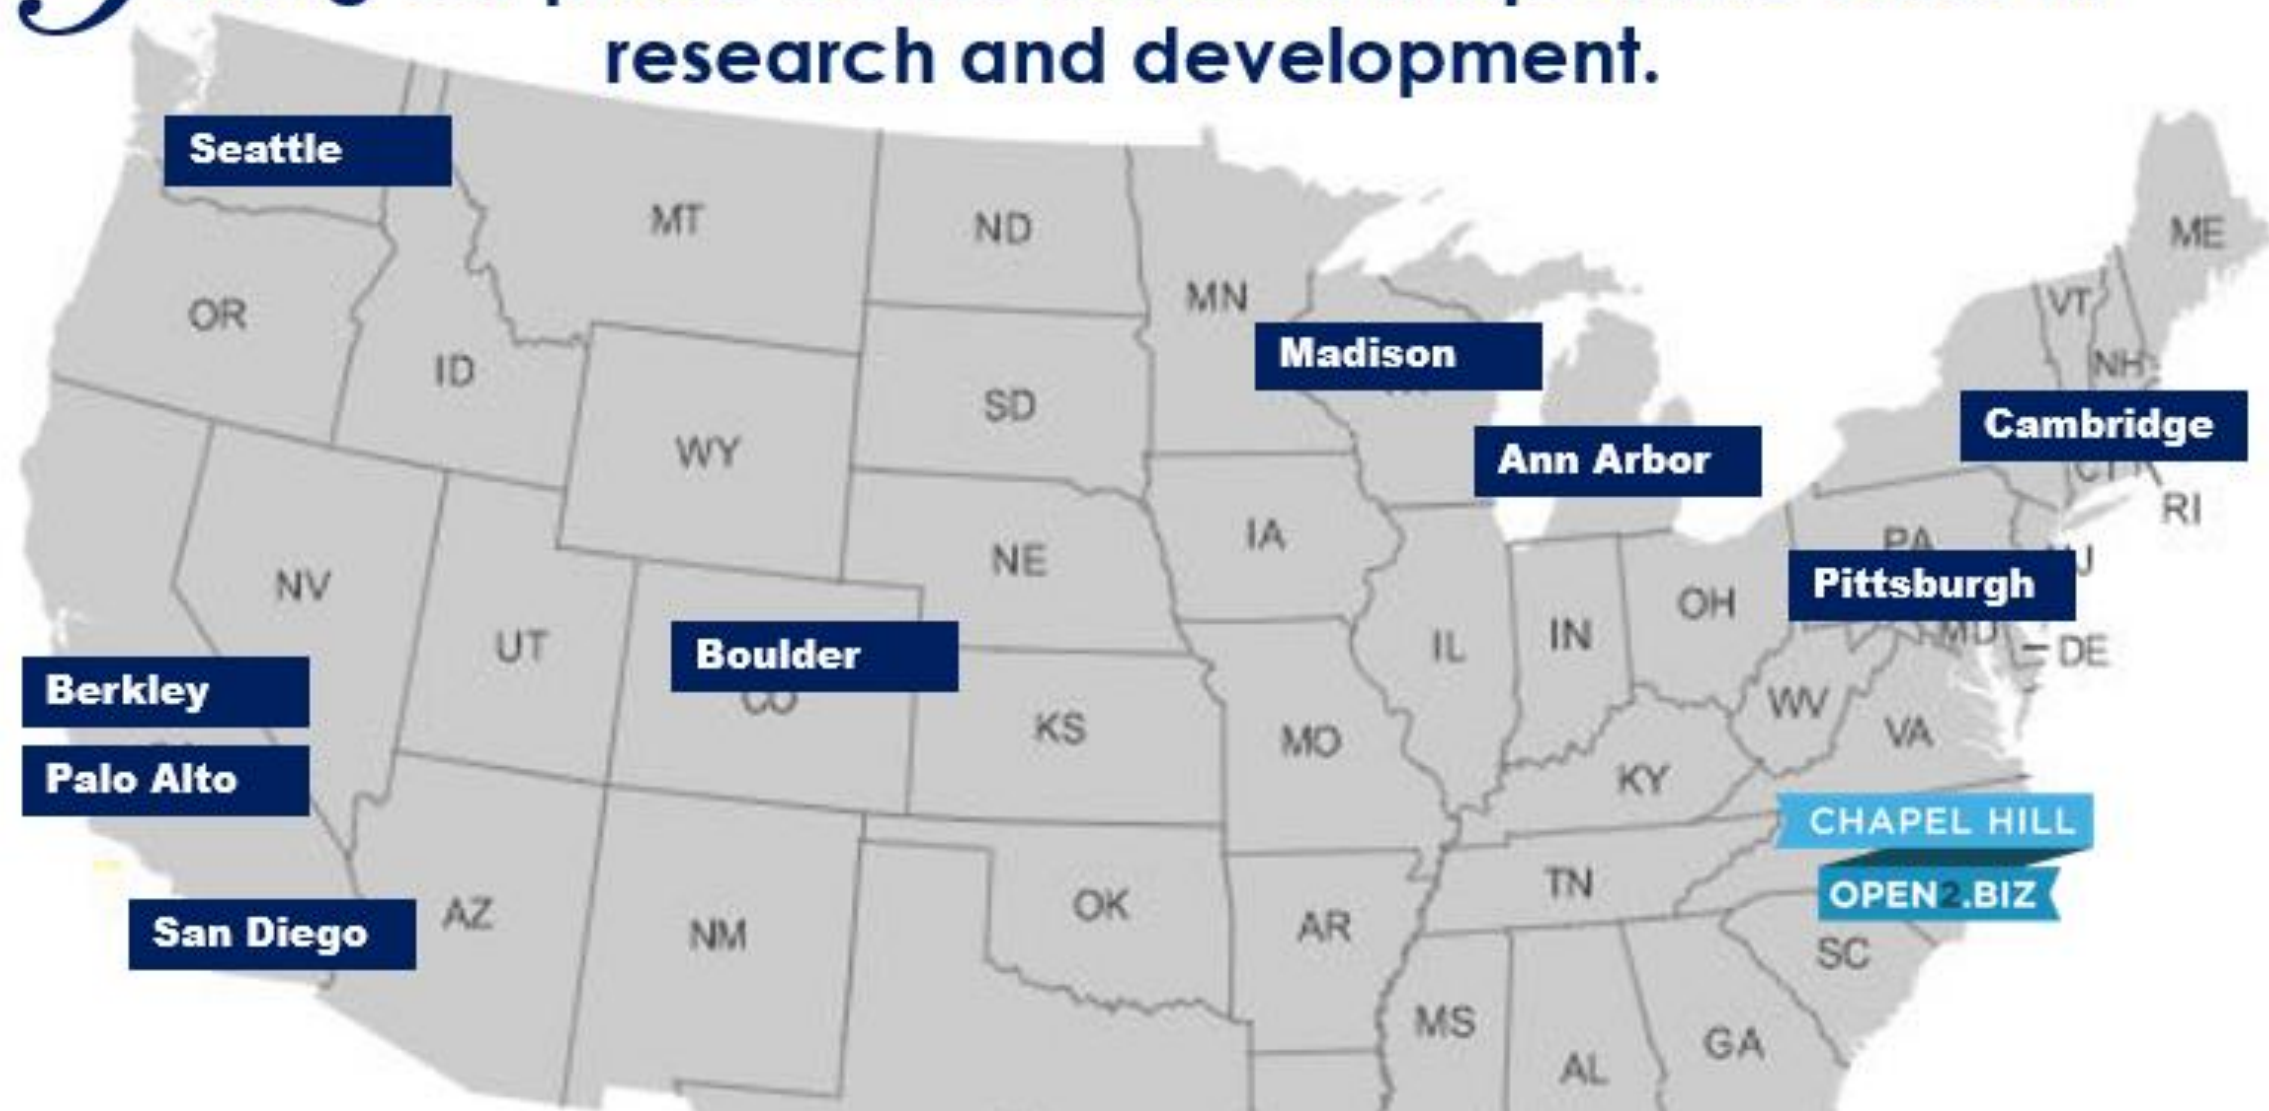 research and development.
Seattle
MT
ND
ME
MN
VT
OR
NH
Madison
ID
SD
Cambridge
WY
Ann Arbor
RI
IA
PA
NE
NV
Pittsburgh
OH
UT
Boulder
IL
IN
MD
DE
Berkley
CO
WV
KS
MO
VA
Palo Alto
KY
CHAPEL HILL
TN
OPEN2.BIZ
OK
AZ
AR
San Diego
NM
SC
MS
GA
AL